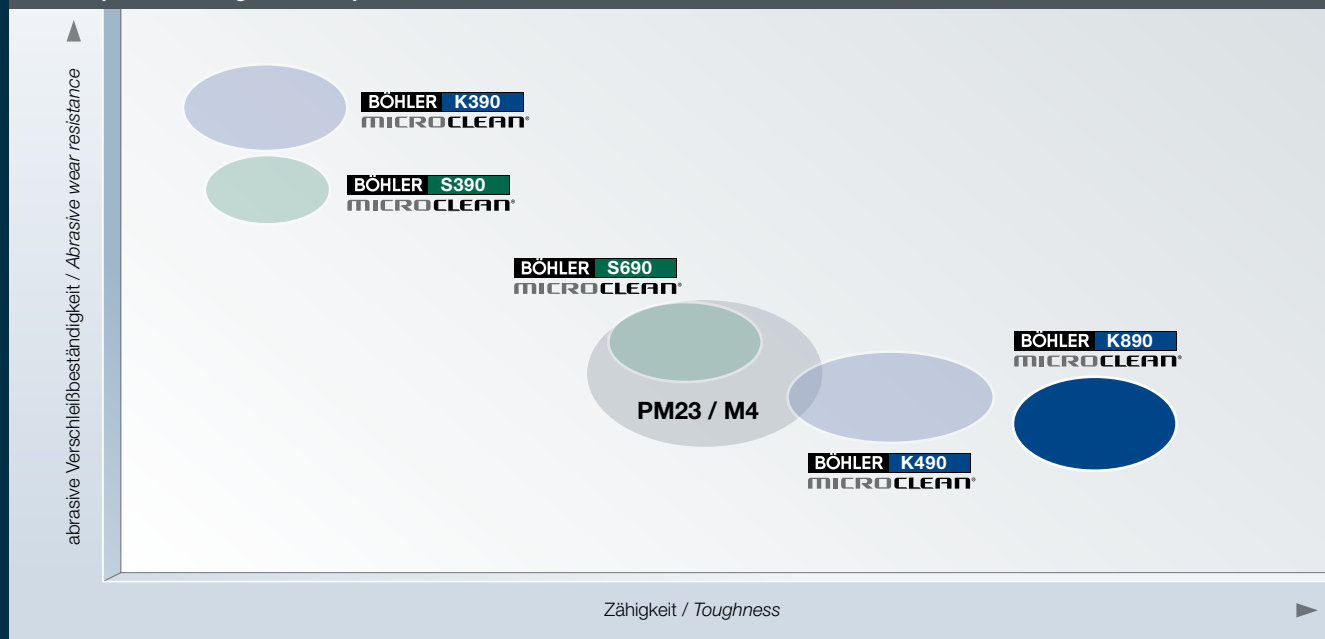 abrasive Verschleißbeständigkeit / Abrasive wear resistance
BÖHLER K390
MICROCLEAN®
BÖHLER S390
MICROCLEAN®
BÖHLER S690
MICROCLEAN®
PM23 / M4
BÖHLER K890
MICROCLEAN®
BÖHLER K490
MICROCLEAN®
Zähigkeit / Toughness